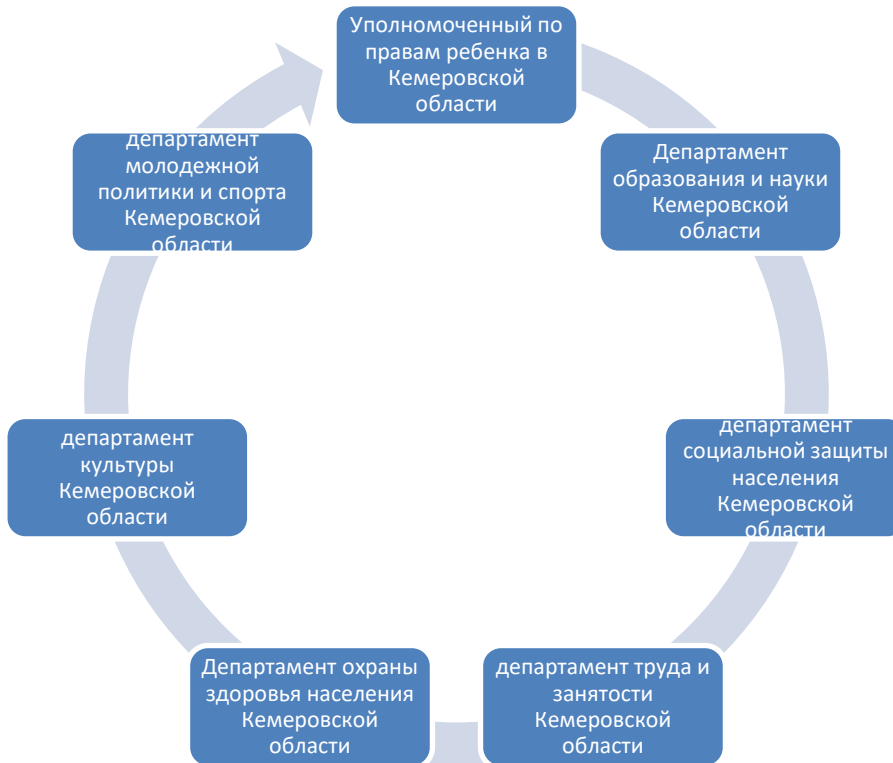 Уполномоченный по
правам ребенка в
Кемеровской
области
Департамент
образования и науки
Кемеровской
области
департамент
социальной защиты
населения
Кемеровской
области
департамент труда и
занятости
Кемеровской
области
Департамент охраны
здоровья населения
Кемеровской
области
департамент
культуры
Кемеровской
области
департамент
молодежной
политики и спорта
Кемеровской
области